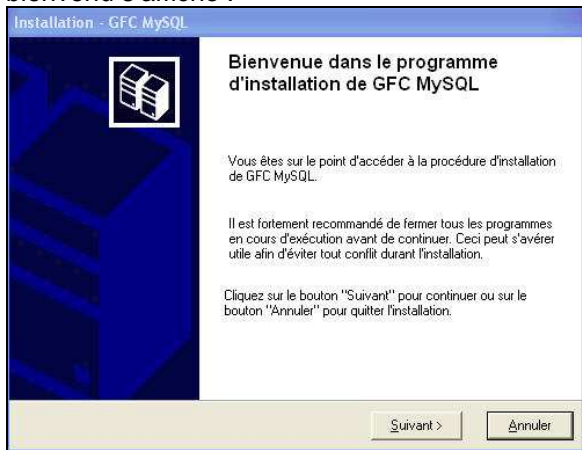 bienvenu s'affiche :
Installation - GFC MySQL
Bienvenue dans le programme
d'installation de GFC MySQL
Vous êtes sur le point d'accéder à la procédure d'installation
de GFC MySQL.
Il est fortement recommandé de fermer tous les programmes
en cours d'exécution avant de continuer. Ceci peut s'avérer
utile afin d'éviter tout conflit durant l'installation.
Cliquez sur le bouton "Suivant" pour continuer ou sur le
bouton "Annuler" pour quitter l'installation.
Suivant >
Annuler